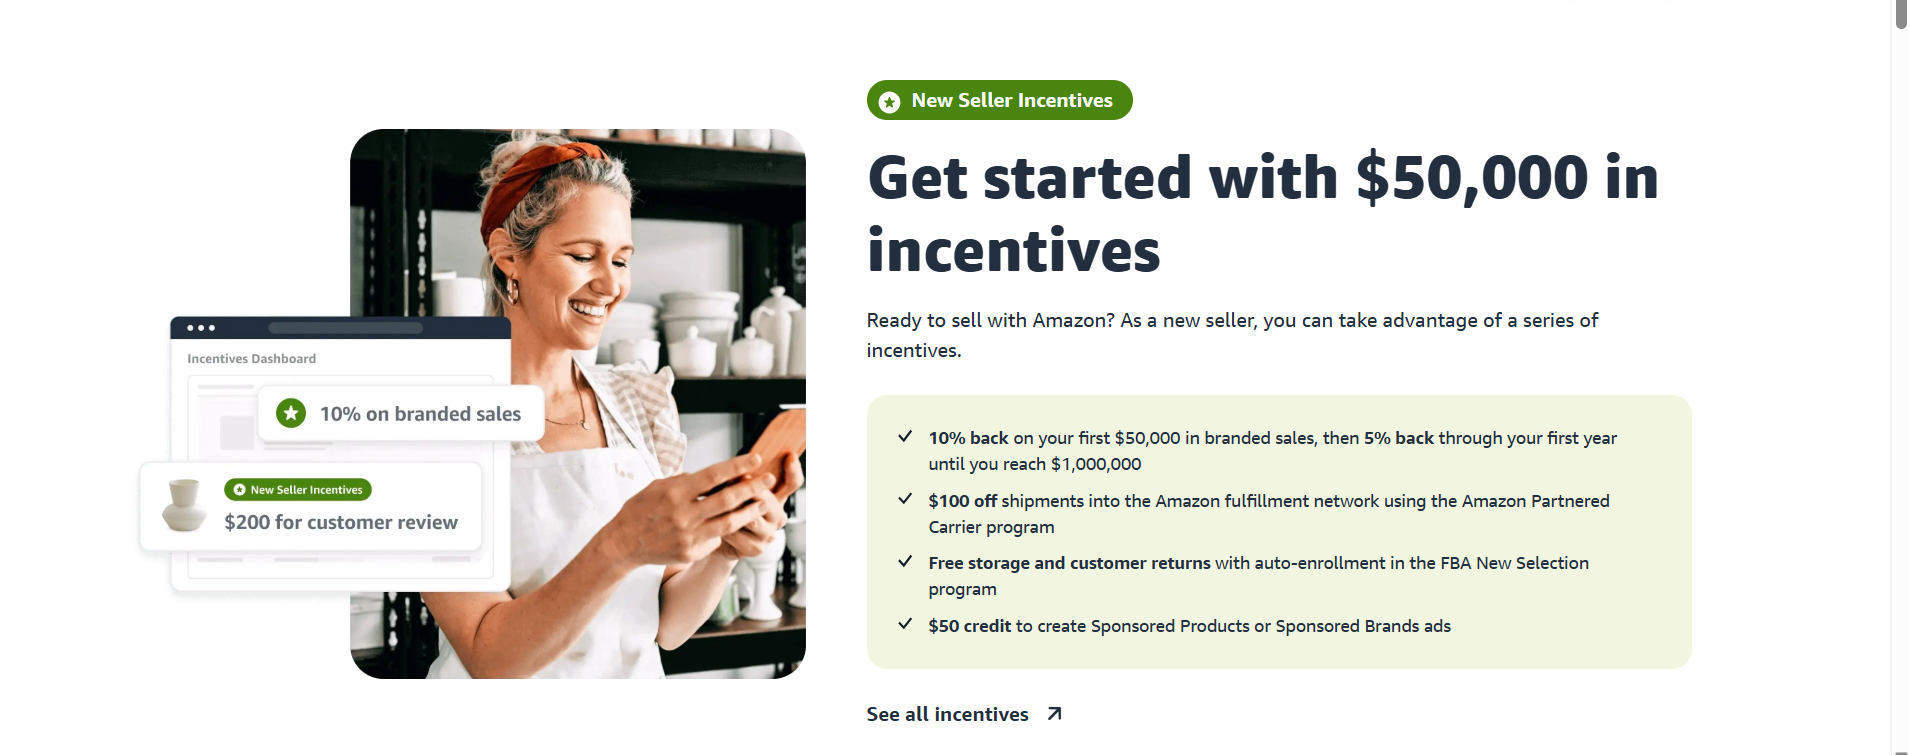 New Seller Incentives
Get started with $50,000 in
incentives
Ready to sell with Amazon? As a new seller, you can take advantage of a series of
incentives.
10% back on your first $50,000 in branded sales, then 5% back through your first year
until you reach $1,000,000
$100 off shipments into the Amazon fulfillment network using the Amazon Partnered
Carrier program
Free storage and customer returns with auto-enrollment in the FBA New Selection
program
$50 credit to create Sponsored Products or Sponsored Brands ads
See all incentives
Incentives Dashboard
10% on branded sales
New Seller Incentives
$200 for customer review